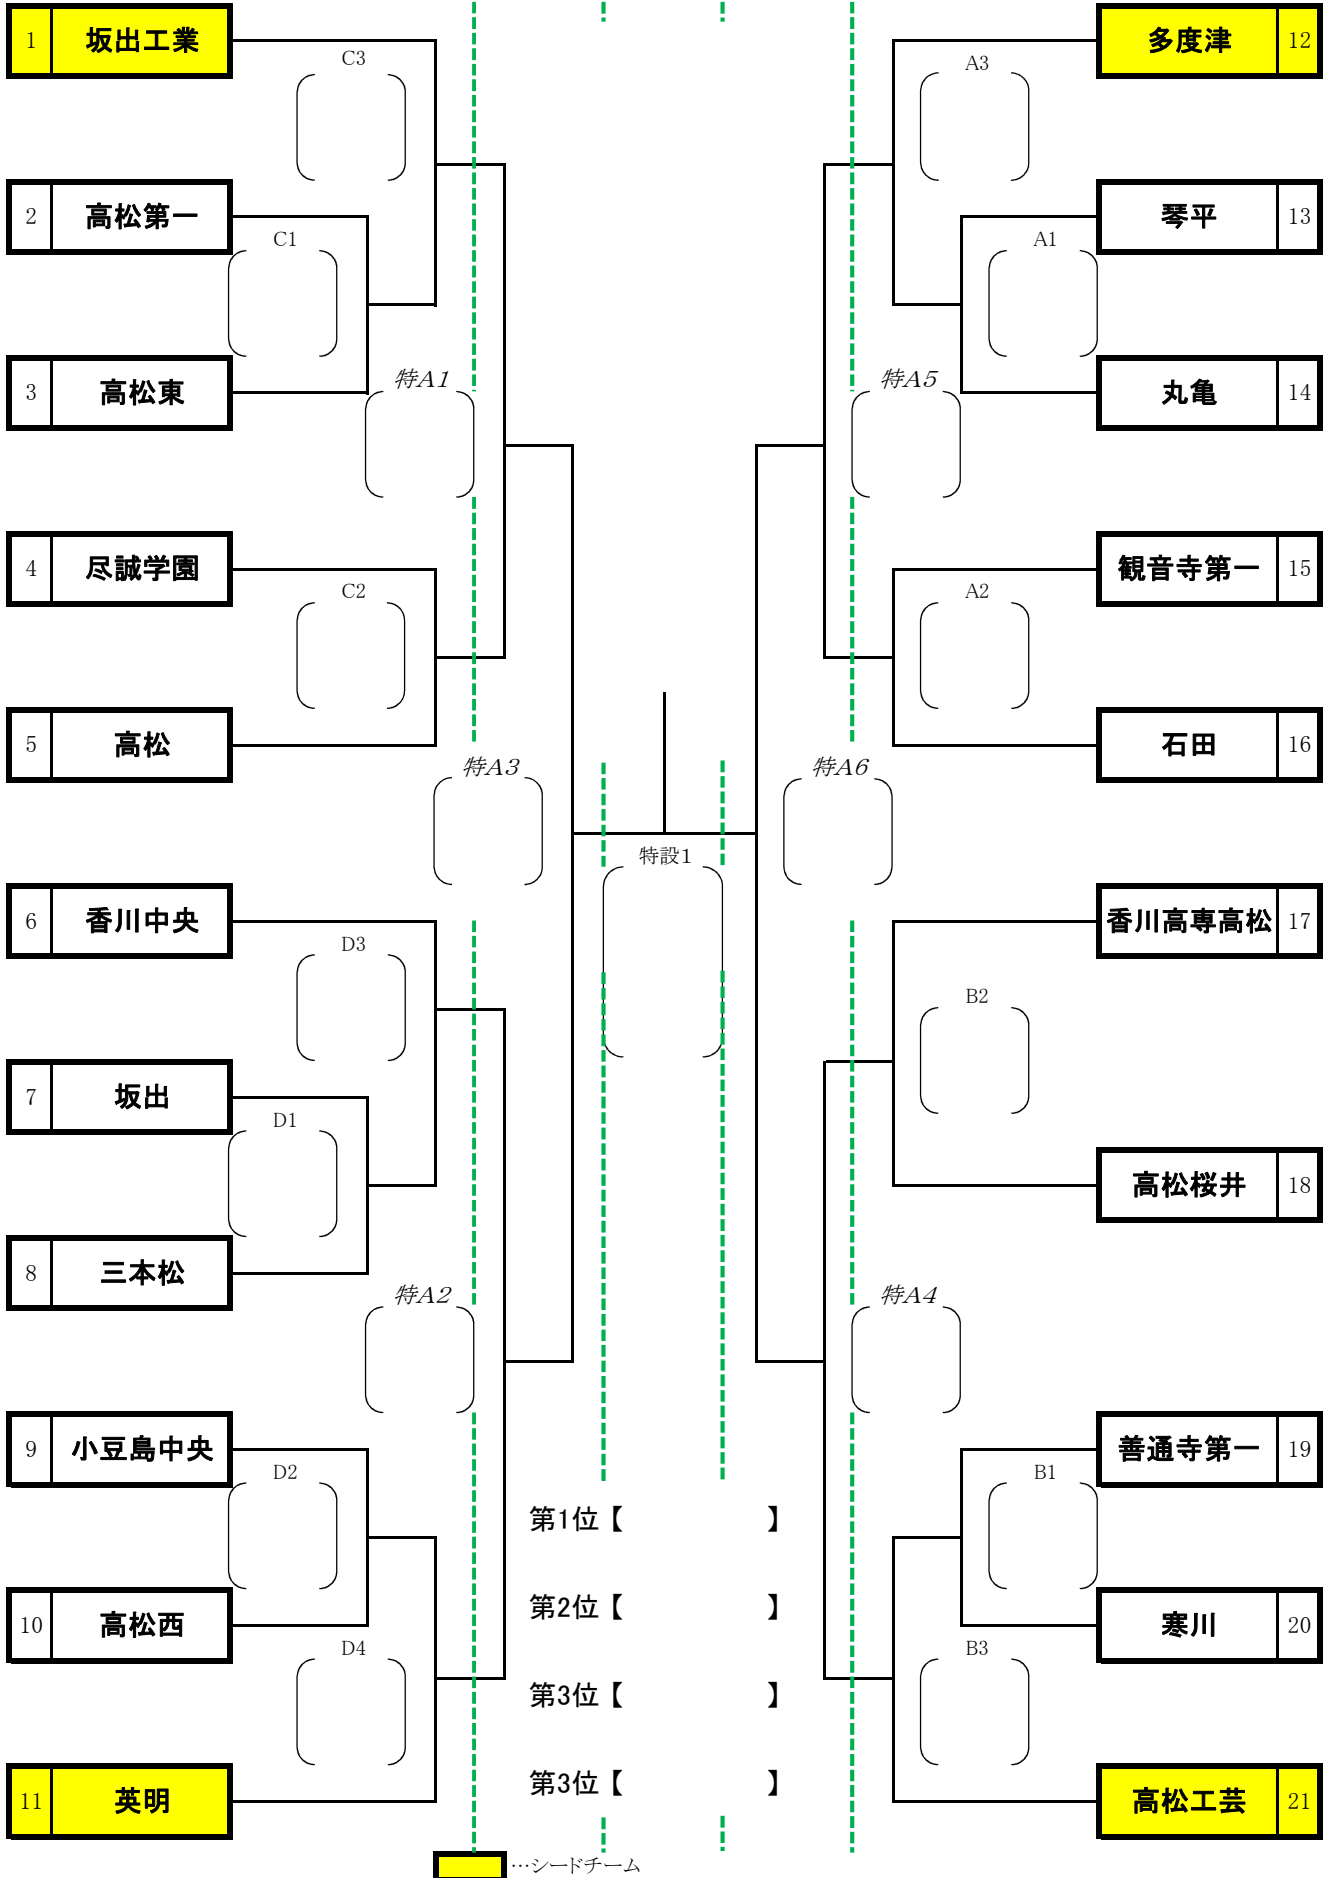 1 坂出工業
C3
2 高松第一
C1
3 高松東
特A1
4 尽誠学園
C2
5 高松
特A3
6 香川中央
D3
7 坂出
D1
8 三本松
特A2
9 小豆島中央
D2
10 高松西
D4
11 英明
特設1
第1位【 】
第2位【 】
第3位【 】
第3位【 】
…シードチーム
多度津 12
A3
琴平 13
A1
丸亀 14
特A5
観音寺第一 15
A2
石田 16
特A6
香川高専高松 17
B2
高松桜井 18
特A4
善通寺第一 19
B1
寒川 20
B3
高松工芸 21